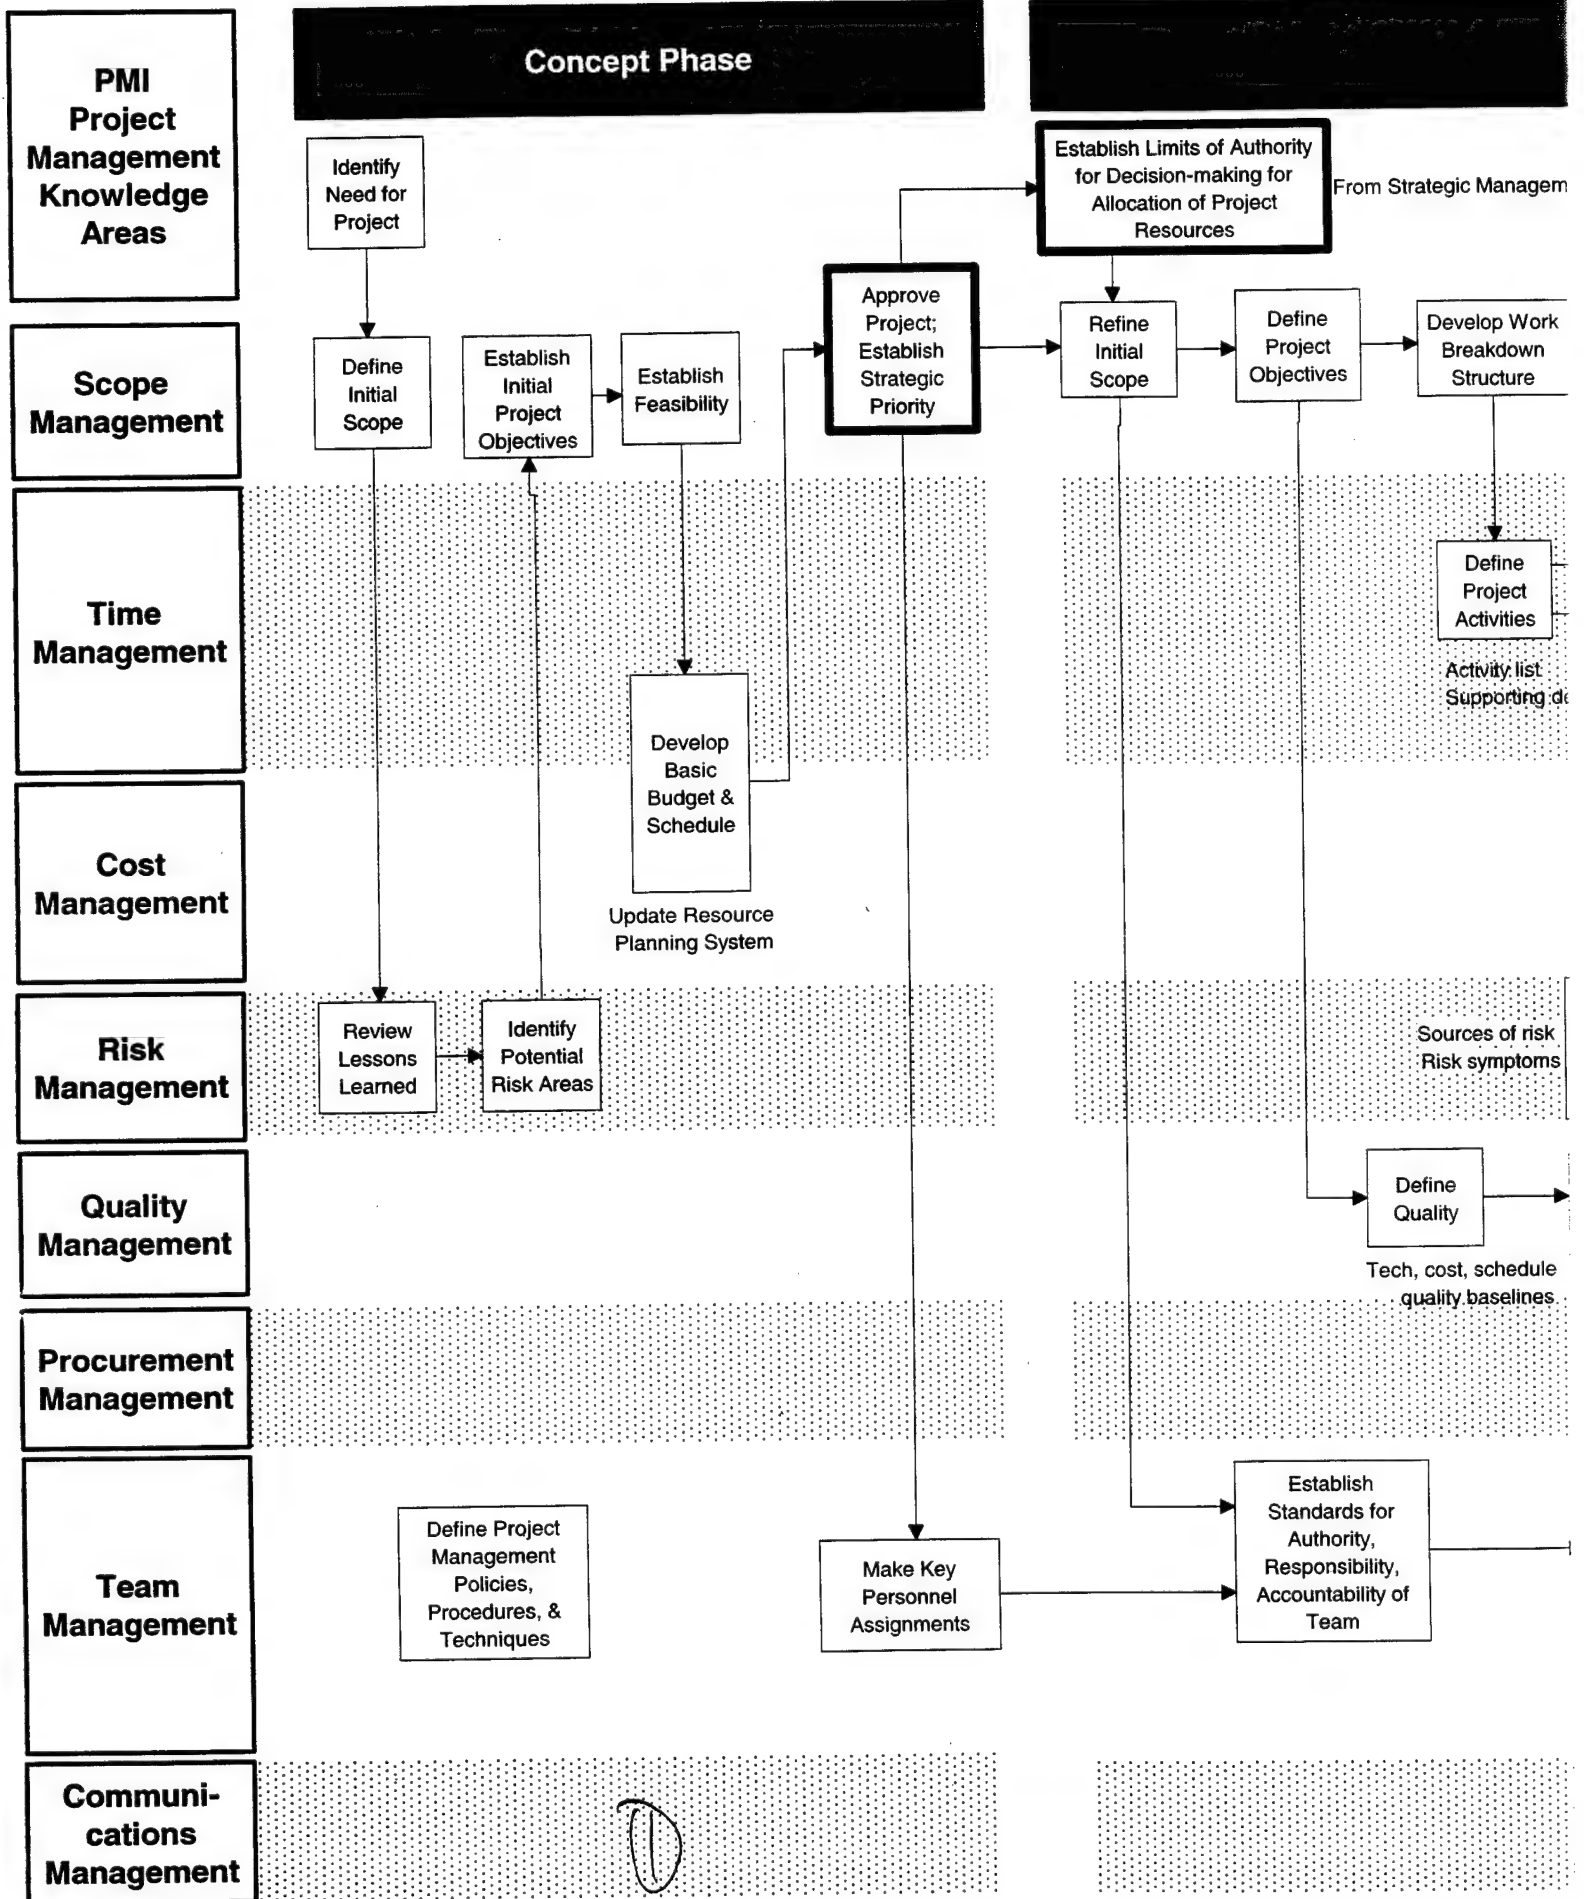 PMI
Project
Management
Knowledge
Areas
Concept Phase
Identify
Need for
Project
Establish Limits of Authority
for Decision-making for
Allocation of Project
Resources
From Strategic Managem
Scope
Management
Define
Initial
Scope
Establish
Initial
Project
Objectives
Establish
Feasibility
Approve
Project;
Establish
Strategic
Priority
Refine
Initial
Scope
Define
Project
Objectives
Develop Work
Breakdown
Structure
Time
Management
Define
Project
Activities
Activity list
Supporting de
Develop
Basic
Budget &
Schedule
Cost
Management
Update Resource
Planning System
Risk
Management
Review
Lessons
Learned
Identify
Potential
Risk Areas
Sources of risk
Risk symptoms
Quality
Management
Define
Quality
Tech, cost, schedule
quality baselines
Procurement
Management
Team
Management
Define Project
Management
Policies,
Procedures, &
Techniques
Make Key
Personnel
Assignments
Establish
Standards for
Authority,
Responsibility,
Accountability of
Team
Communi-
cations
Management
1